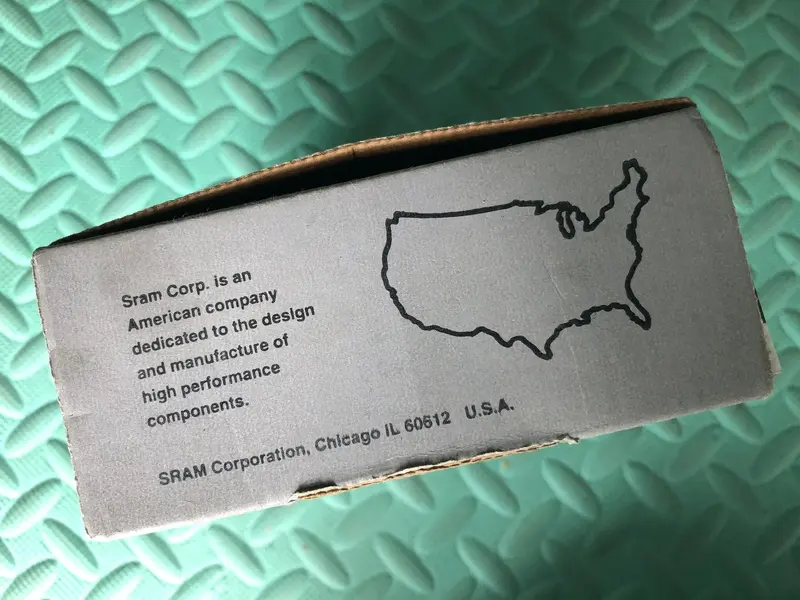 Sram Corp. is an
American company
dedicated to the design
and manufacture of
high performance
components.
SRAM Corporation, Chicago IL 60612 U.S.A.